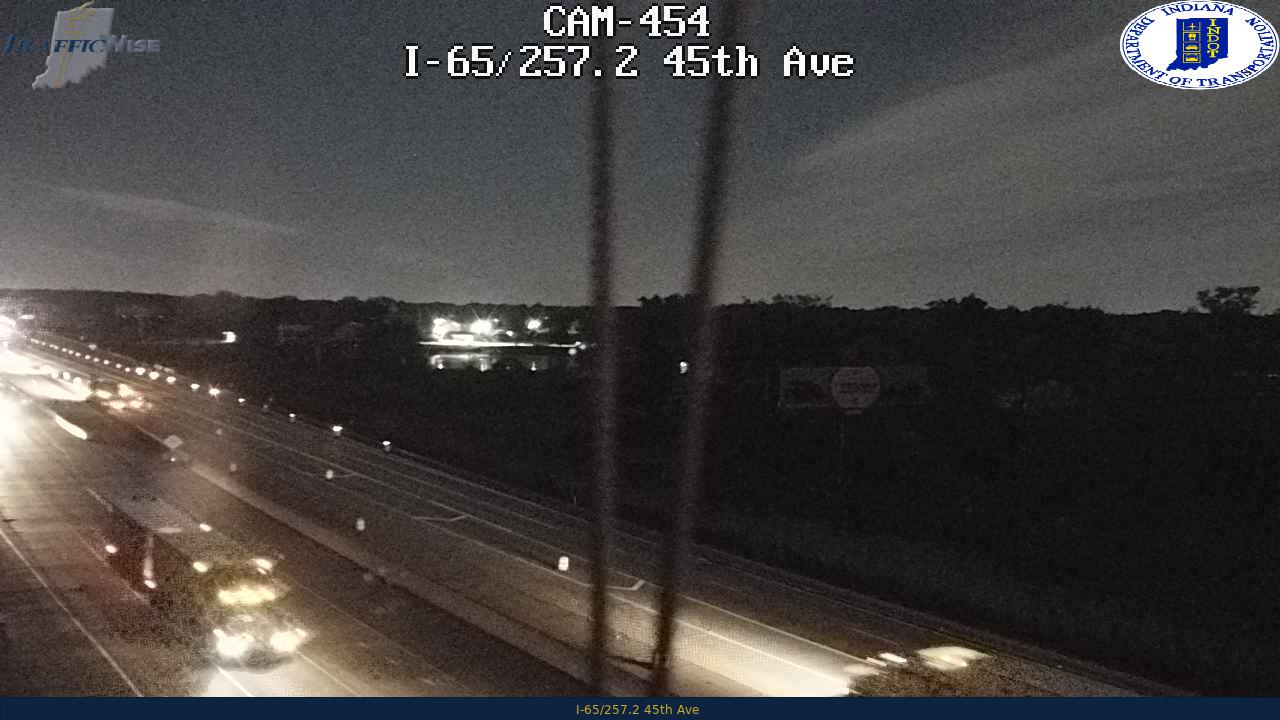 CAM-454
I-65/257.2 45th Ave
TRAFFICWISE
INDIANA
DEPARTMENT OF TRANSPORTATION
INDOT
I-65/257.2 45th Ave